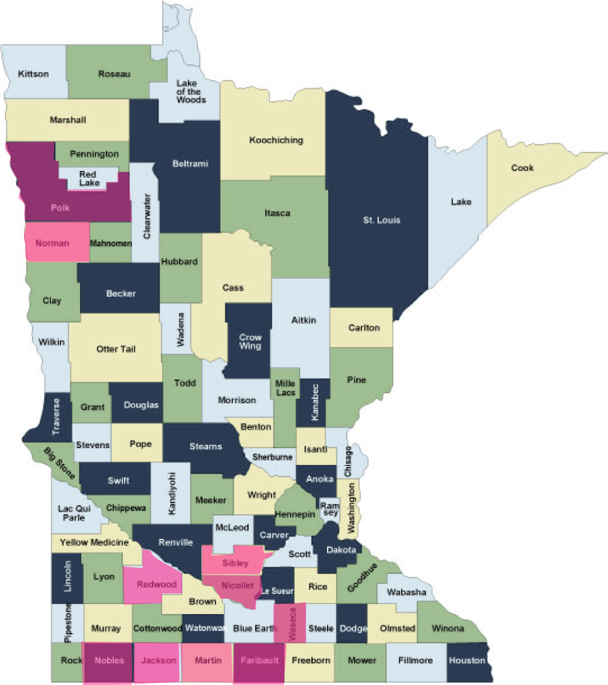 Kittson
Roseau
Lake
of the
Woods
Marshall
Koochiching
Cook
Pennington
Beltrami
Red
Lake
Polk
Clearwater
Itasca
St. Louis
Lake
Norman
Mahnomen
Hubbard
Cass
Clay
Becker
Wadena
Crow
Wing
Aitkin
Carlton
Wilkin
Otter Tail
Todd
Morrison
Mille
Lacs
Kanabec
Pine
Traverse
Grant
Douglas
Benton
Isanti
Chisago
Stevens
Pope
Stearns
Sherburne
Big Stone
Swift
Kandiyohi
Meeker
Wright
Anoka
Washington
Lac Qui
Parle
Chippewa
Hennepin
Ram
sey
Yellow Medicine
Renville
McLeod
Carver
Scott
Dakota
Lincoln
Lyon
Redwood
Sibley
Nicollet
Le Sueur
Rice
Goodhue
Wabasha
Brown
Pipestone
Murray
Cottonwood
Watonwan
Blue Earth
Waseca
Steele
Dodge
Olmsted
Winona
Rock
Nobles
Jackson
Martin
Faribault
Freeborn
Mower
Fillmore
Houston